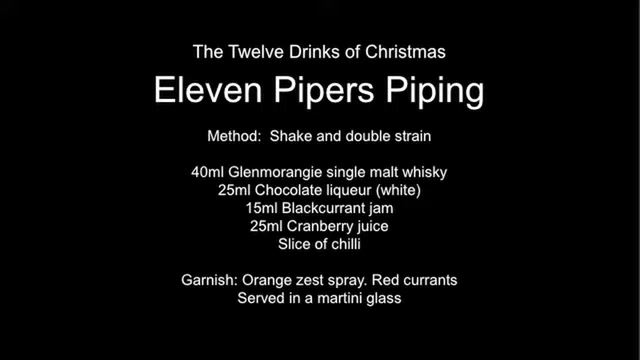 The Twelve Drinks of Christmas
Eleven Pipers Piping
Method:  Shake and double strain
40ml Glenmorangie single malt whisky
25ml Chocolate liqueur (white)
15ml Blackcurrant jam
25ml Cranberry juice
Slice of chilli
Garnish: Orange zest spray. Red currants
Served in a martini glass